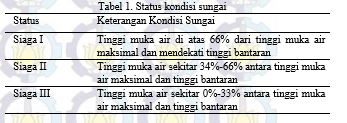 Tabel 1. Status kondisi sungai
Status Keterangan Kondisi Sungai
Siaga I Tinggi muka air di atas 66% dari tinggi muka air
maksimal dan mendekati tinggi bantaran
Siaga II Tinggi muka air sekitar 34%-66% antara tinggi muka
air maksimal dan tinggi bantaran
Siaga III Tinggi muka air sekitar 0%-33% antara tinggi muka
air maksimal dan tinggi bantaran